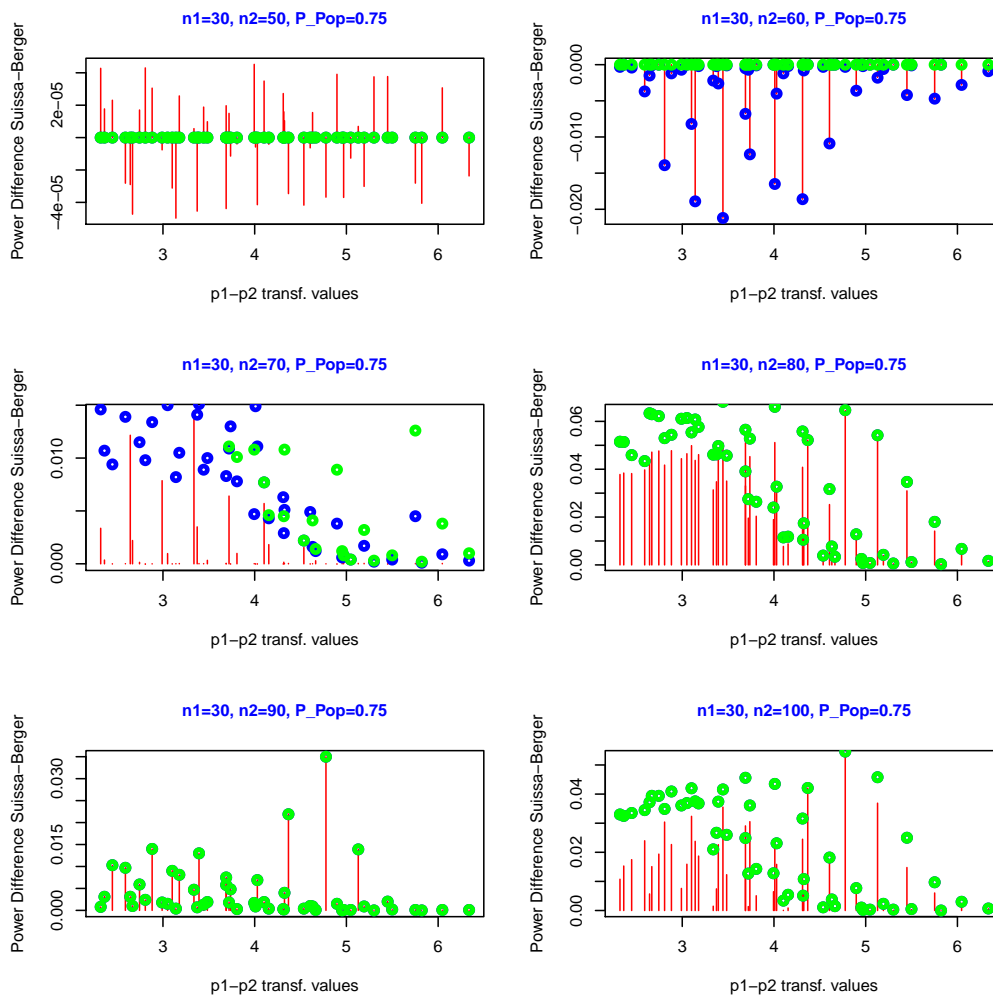 n1=30, n2=50, P_Pop=0.75
Power Difference Suissa−Berger
−4e−05
2e−05
3
4
5
6
p1−p2 transf. values
n1=30, n2=60, P_Pop=0.75
Power Difference Suissa−Berger
−0.020
−0.010
0.000
3
4
5
6
p1−p2 transf. values
n1=30, n2=70, P_Pop=0.75
Power Difference Suissa−Berger
0.000
0.010
3
4
5
6
p1−p2 transf. values
n1=30, n2=80, P_Pop=0.75
Power Difference Suissa−Berger
0.00
0.02
0.04
0.06
3
4
5
6
p1−p2 transf. values
n1=30, n2=90, P_Pop=0.75
Power Difference Suissa−Berger
0.000
0.015
0.030
3
4
5
6
p1−p2 transf. values
n1=30, n2=100, P_Pop=0.75
Power Difference Suissa−Berger
0.00
0.02
0.04
3
4
5
6
p1−p2 transf. values